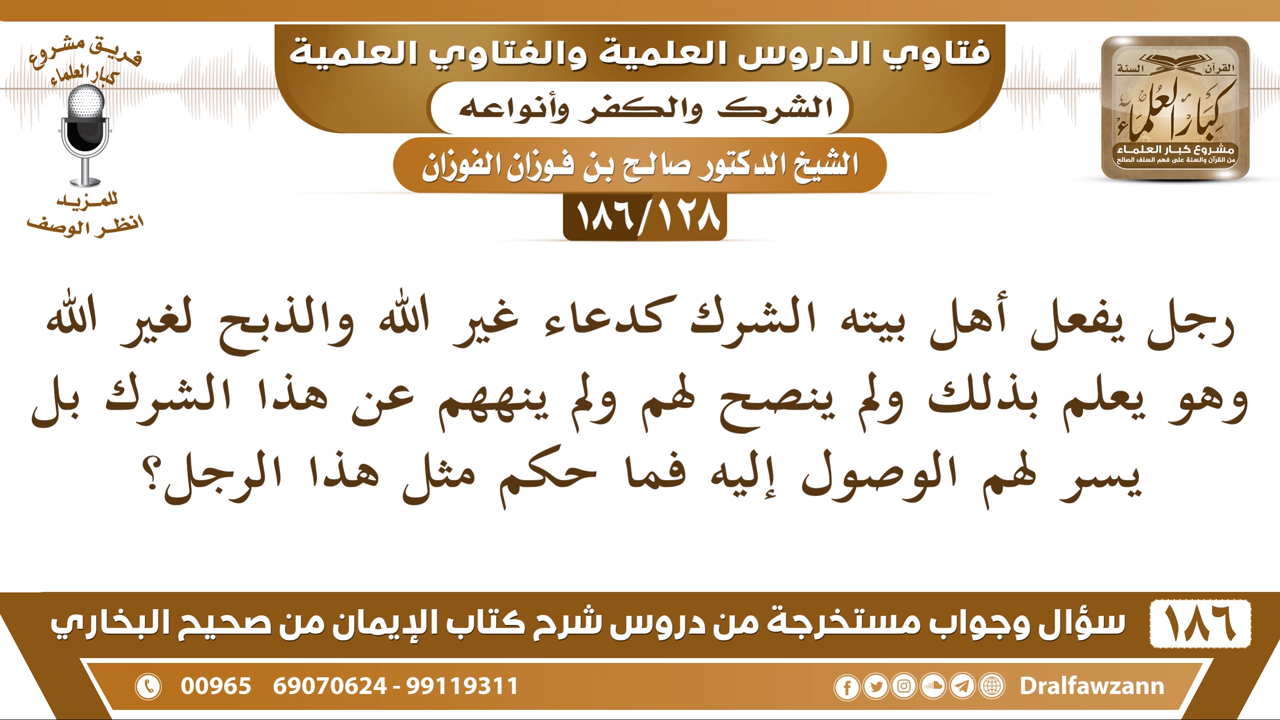 فتاوي الدروس العلمية والفتاوي العلمية
الشرك والكفر وأنواعه
الشيخ الدكتور صالح بن فوزان الفوزان
١٨٦/١٢٨
القرآن السنة
كبار العلماء
مشروع كبار العلماء
من القرآن والسنة على فهم السلف الصالح
فريق مشروع
كبار العلماء
للمزيد
انظر الوصف
رجل يفعل أهل بيته الشرك كدعاء غير الله والذبح لغير الله
وهو يعلم بذلك ولم ينصح لهم ولم ينههم عن هذا الشرك بل
يسر لهم الوصول إليه فما حكم مثل هذا الرجل؟
١٨٦ سؤال وجواب مستخرجة من دروس شرح كتاب الإيمان من صحيح البخاري
00965 69070624 - 99119311
Dralfawzann